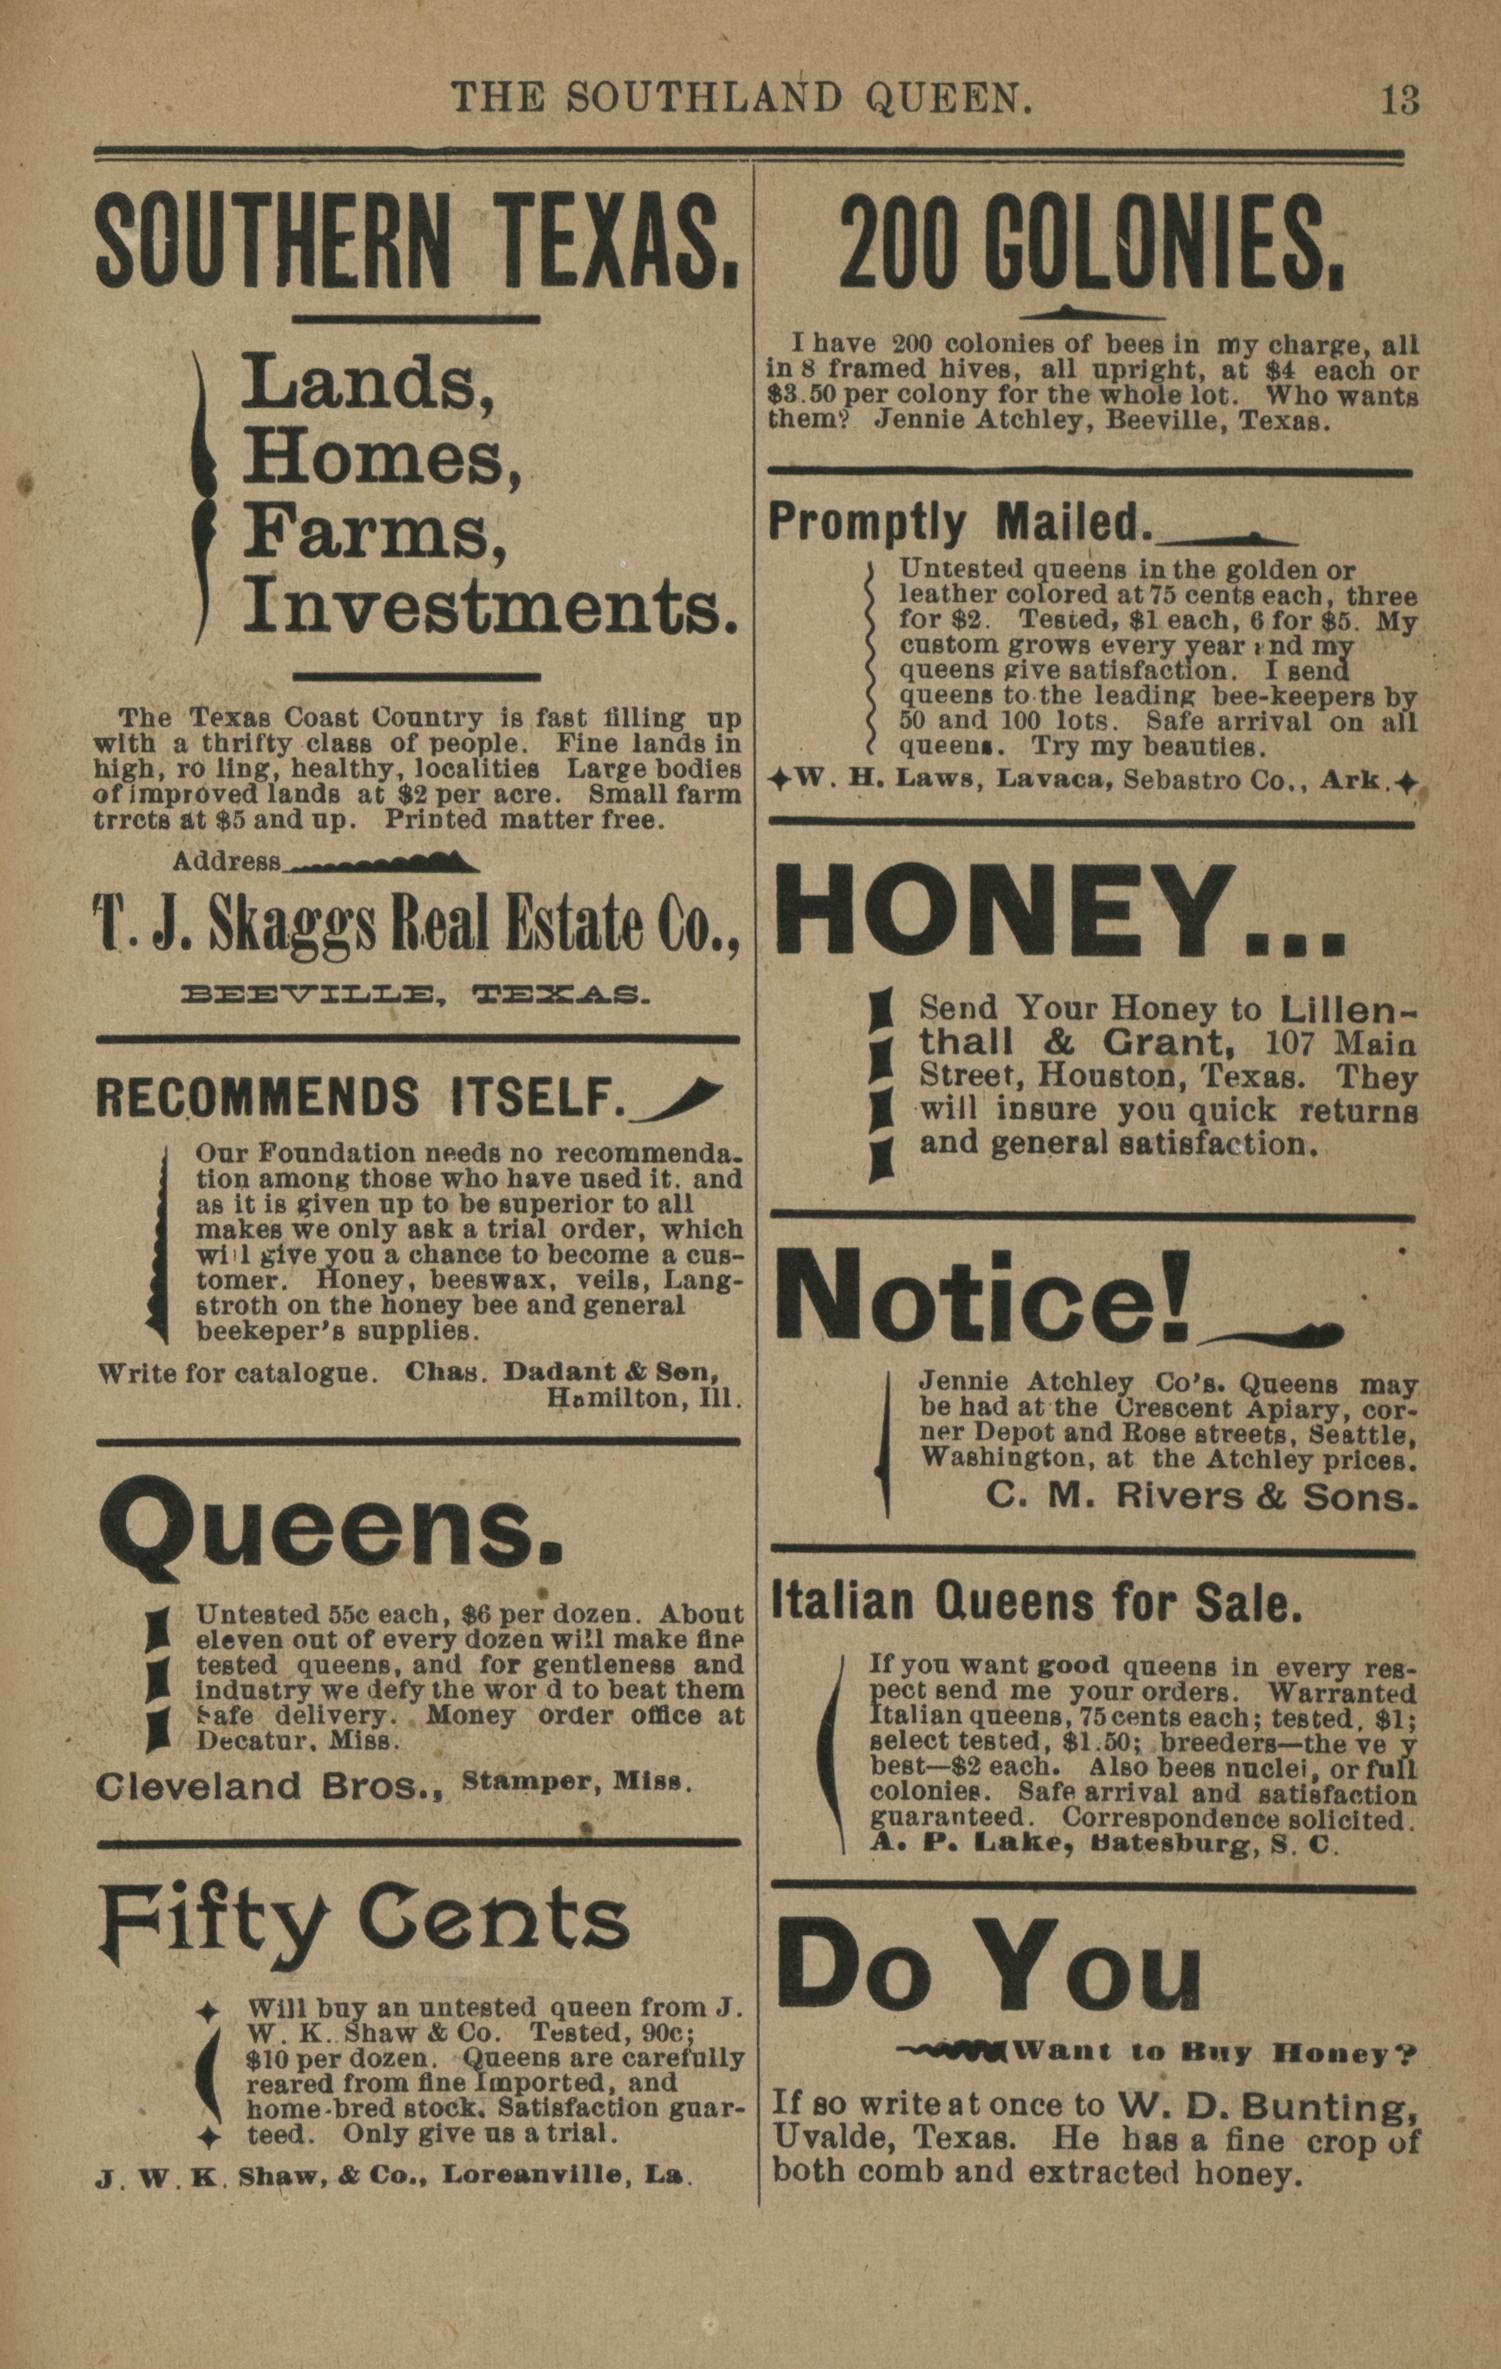 THE SOUTHLAND QUEEN. 13
SOUTHERN TEXAS.
Lands,
Homes,
Farms,
Investments.
The Texas Coast Country is fast filling up
with a thrifty class of people. Fine lands in
high, ro ling, healthy, localities Large bodies
of improved lands at $2 per acre. Small farm
trrcts at $5 and up. Printed matter free.
Address
T. J. Skaggs Real Estate Co.,
BEEVILLE, TEXAS.
RECOMMENDS ITSELF.
Our Foundation needs no recommenda-
tion among those who have used it. and
as it is given up to be superior to all
makes we only ask a trial order, which
will give you a chance to become a cus-
tomer. Honey, beeswax, veils, Lang-
stroth on the honey bee and general
beekeper's supplies.
Write for catalogue. Chas. Dadant & Son,
Hamilton, Ill.
Queens.
Untested 55c each, $6 per dozen. About
eleven out of every dozen will make fine
tested queens, and for gentleness and
industry we defy the wor d to beat them
Safe delivery. Money order office at
Decatur, Miss.
Cleveland Bros., Stamper, Miss.
Fifty Cents
Will buy an untested queen from J.
W. K. Shaw & Co. Tested, 90c;
$10 per dozen. Queens are carefully
reared from fine Imported, and
home-bred stock. Satisfaction guar-
teed. Only give us a trial.
J. W. K. Shaw, & Co., Loreanville, La.
200 GOLONIES.
I have 200 colonies of bees in my charge, all
in 8 framed hives, all upright, at $4 each or
$3.50 per colony for the whole lot. Who wants
them? Jennie Atchley, Beeville, Texas.
Promptly Mailed.
Untested queens in the golden or
leather colored at 75 cents each, three
for $2. Tested, $1 each, 6 for $5. My
custom grows every year and my
queens give satisfaction. I send
queens to the leading bee-keepers by
50 and 100 lots. Safe arrival on all
queens. Try my beauties.
W. H. Laws, Lavaca, Sebastro Co., Ark.
HONEY...
Send Your Honey to Lillen-
thall & Grant, 107 Main
Street, Houston, Texas. They
will insure you quick returns
and general satisfaction.
Notice!
Jennie Atchley Co's. Queens may
be had at the Crescent Apiary, cor-
ner Depot and Rose streets, Seattle,
Washington, at the Atchley prices.
C. M. Rivers & Sons.
Italian Queens for Sale.
If you want good queens in every res-
pect send me your orders. Warranted
Italian queens, 75 cents each; tested, $1;
select tested, $1.50; breeders—the ve y
best—$2 each. Also bees nuclei, or full
colonies. Safe arrival and satisfaction
guaranteed. Correspondence solicited.
A. P. Lake, Batesburg, S. C.
Do You
Want to Buy Honey?
If so write at once to W. D. Bunting,
Uvalde, Texas. He has a fine crop of
both comb and extracted honey.